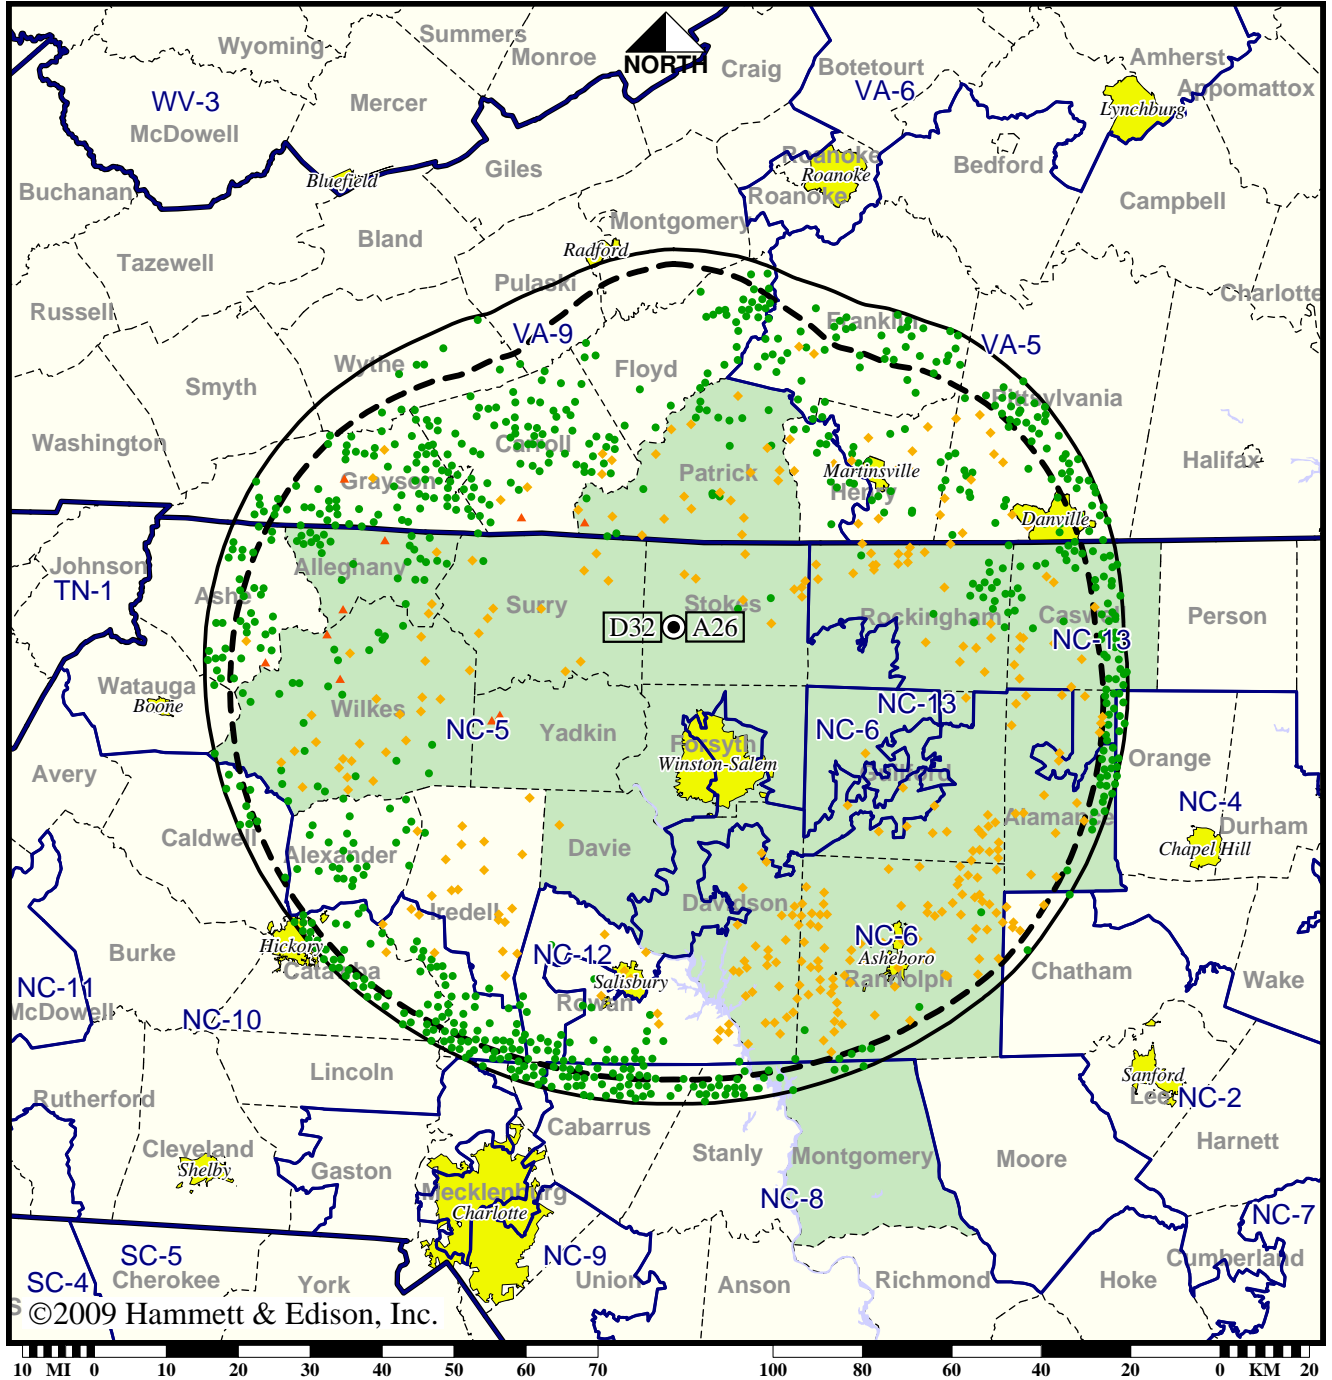 Wyoming
Summers
Monroe
NORTH
Craig
Botetourt
Amherst
VA-6
Appomattox
WV-3
Mercer
Lynchburg
McDowell
Roanoke
Roanoke
Bedford
Giles
Bluefield
Buchanan
Roanoke
Campbell
Montgomery
Bland
Radford
Tazewell
Pulaski
Charlotte
Russell
Franklin
VA-9
VA-5
Wythe
Floyd
Smyth
Pittsylvania
Washington
Carroll
Halifax
Patrick
Martinsville
Grayson
Henry
Danville
Johnson
Alleghany
TN-1
Ashe
Surry
Stokes
Rockingham
Caswell
Person
D32
A26
NC-13
Watauga
Boone
Wilkes
NC-5
Yadkin
NC-13
NC-6
Forsyth
Winston-Salem
Guilford
Orange
Avery
NC-4
Alamance
Durham
Caldwell
Alexander
Davie
Chapel Hill
Iredell
Davidson
Hickory
Burke
NC-12
NC-6
Asheboro
Catawba
Salisbury
Randolph
Chatham
Wake
NC-11
Rowan
McDowell
NC-10
Lincoln
Sanford
Rutherford
Lee
NC-2
Cabarrus
Harnett
Cleveland
Shelby
Gaston
Stanly
Montgomery
Moore
Mecklenburg
Charlotte
NC-8
NC-7
SC-5
NC-9
Cumberland
SC-4
Cherokee
York
Union
Anson
Richmond
Hoke
S
©2009 Hammett & Edison, Inc.
10 MI 0 10 20 30 40 50 60 70 100 80 60 40 20 0 KM 20